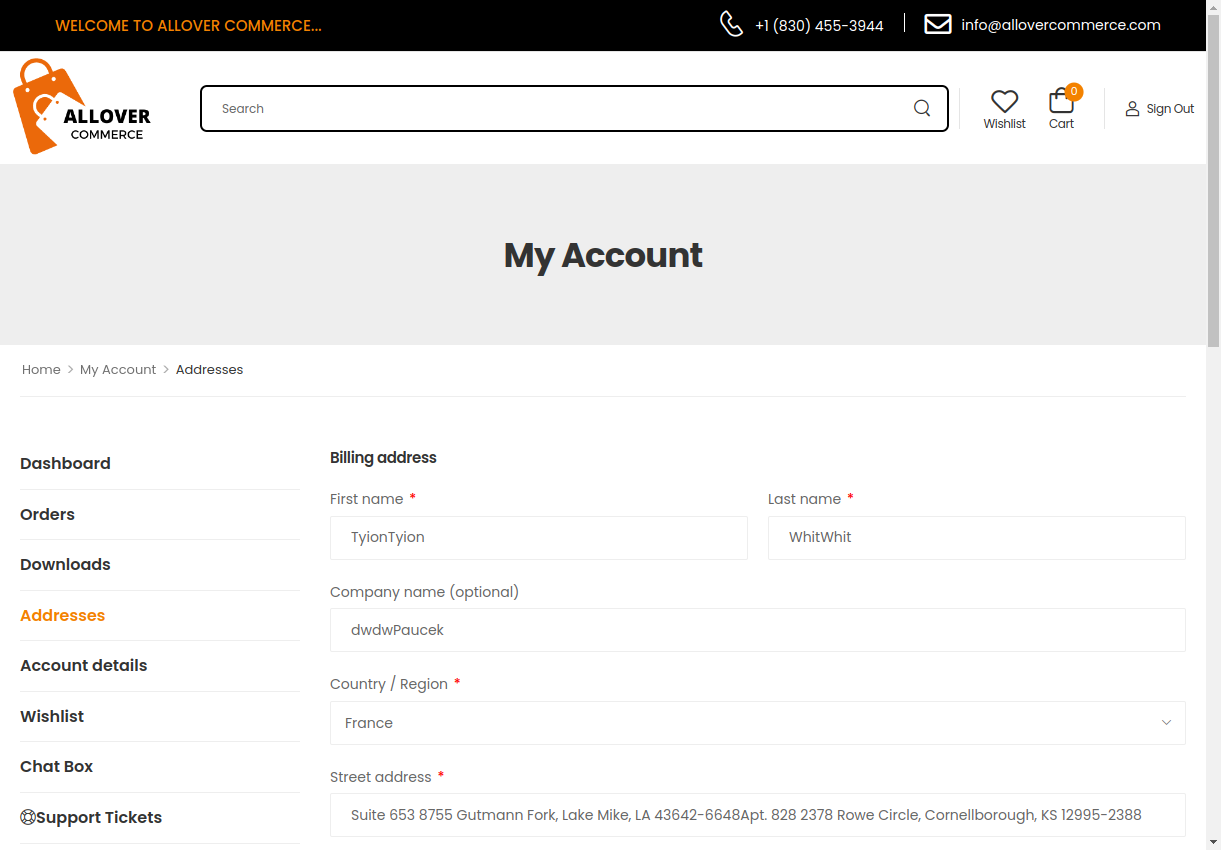 WELCOME TO ALLOVER COMMERCE...
+1 (830) 455-3944
info@allovercommerce.com
ALLOVER
COMMERCE
Search
Wishlist
0
Cart
Sign Out
My Account
Home > My Account > Addresses
Dashboard
Orders
Downloads
Addresses
Account details
Wishlist
Chat Box
Support Tickets
Billing address
First name *
TyionTyion
Last name *
WhitWhit
Company name (optional)
dwdwPaucek
Country / Region *
France
Street address *
Suite 653 8755 Gutmann Fork, Lake Mike, LA 43642-6648Apt. 828 2378 Rowe Circle, Cornellborough, KS 12995-2388